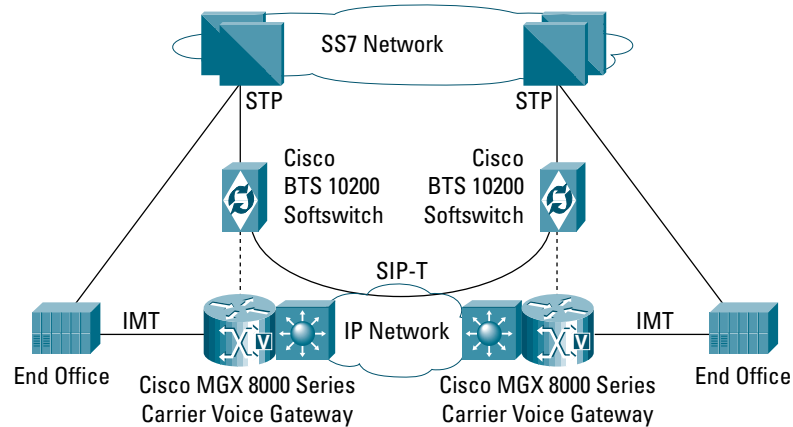 SS7 Network
STP
STP
Cisco
BTS 10200
Softswitch
Cisco
BTS 10200
Softswitch
SIP-T
IMT
V
IP Network
V
IMT
End Office
Cisco MGX 8000 Series
Carrier Voice Gateway
Cisco MGX 8000 Series
Carrier Voice Gateway
End Office